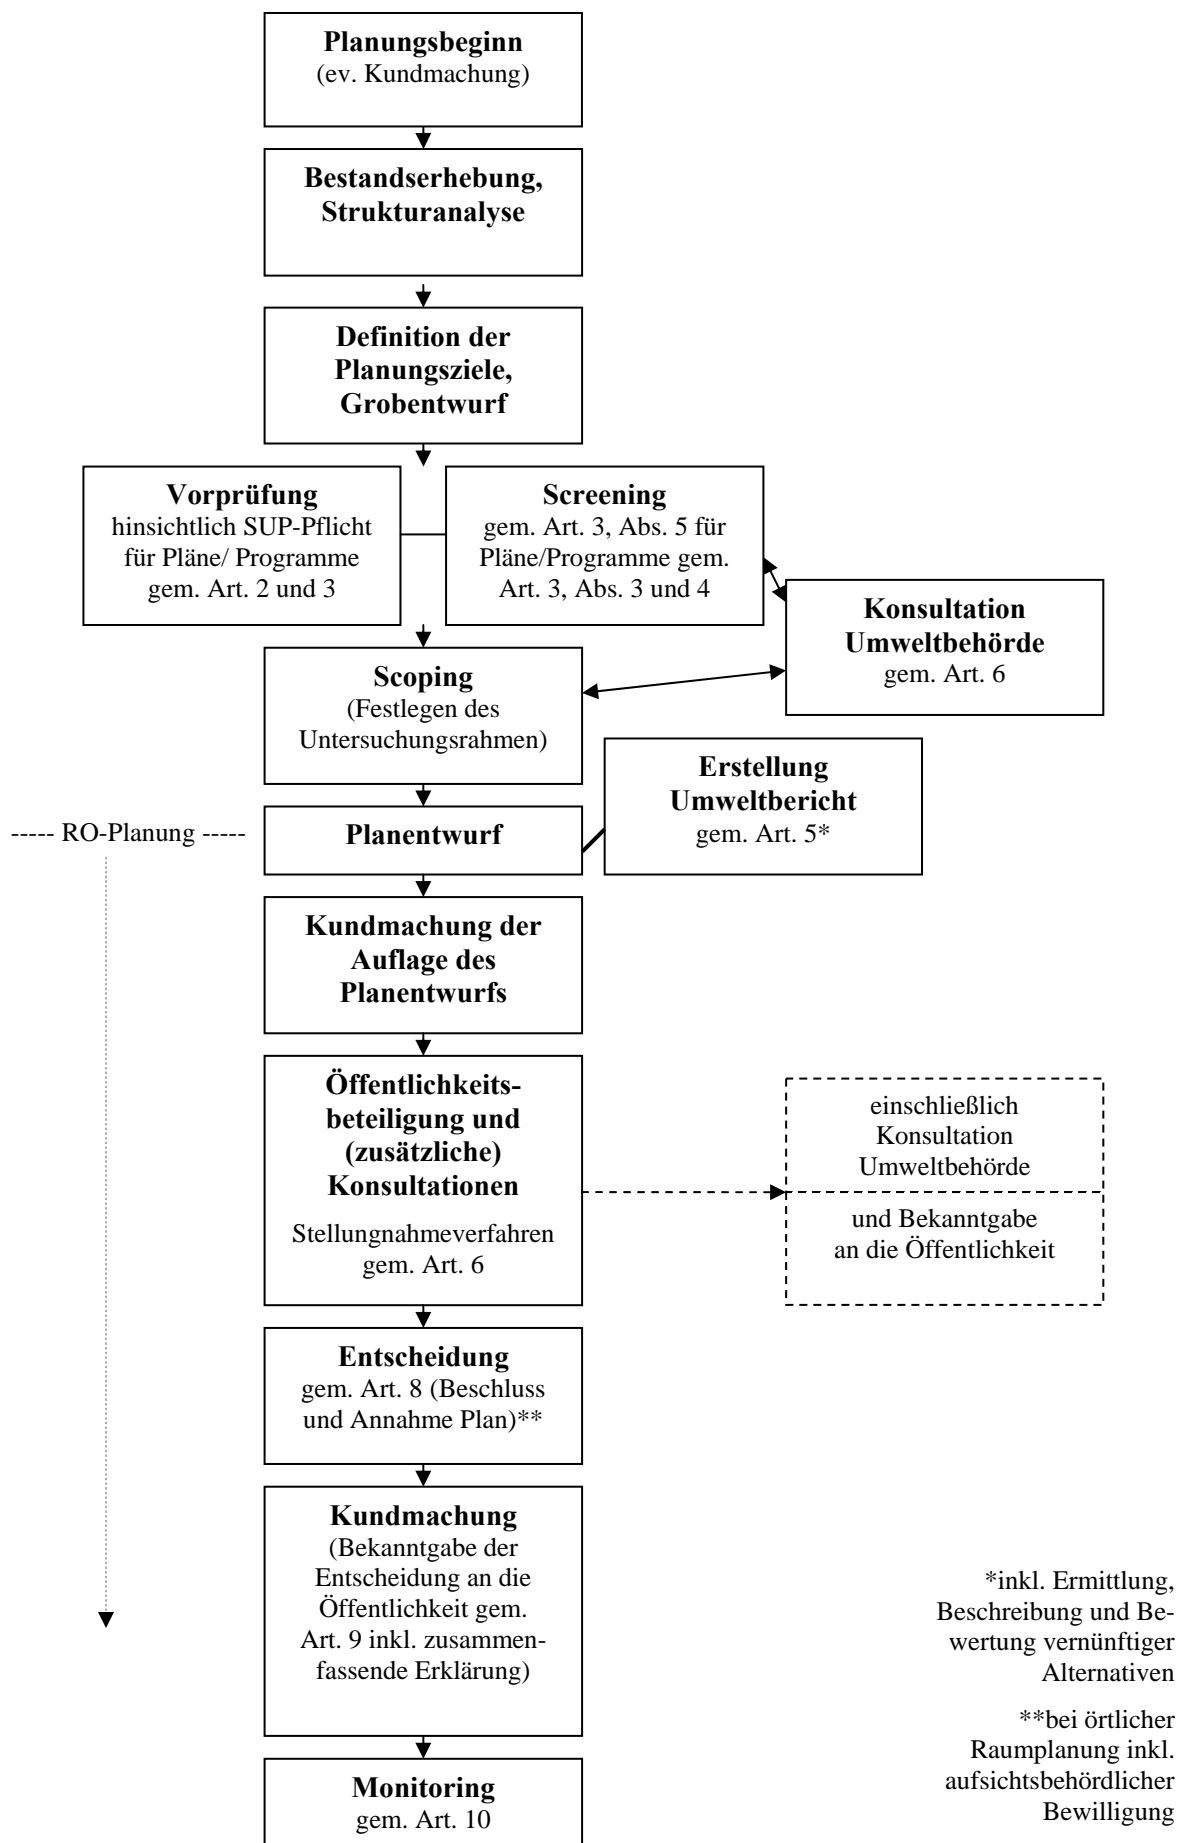 Planungsbeginn
(ev. Kundmachung)
Bestandserhebung,
Strukturanalyse
Definition der
Planungsziele,
Grobentwurf
Vorprüfung
hinsichtlich SUP-Pflicht
für Pläne/ Programme
gem. Art. 2 und 3
Screening
gem. Art. 3, Abs. 5 für
Pläne/Programme gem.
Art. 3, Abs. 3 und 4
Konsultation
Umweltbehörde
gem. Art. 6
Scoping
(Festlegen des
Untersuchungsrahmen)
Erstellung
Umweltbericht
gem. Art. 5*
----- RO-Planung -----
Planentwurf
Kundmachung der
Auflage des
Planentwurfs
Öffentlichkeits-
beteiligung und
(zusätzliche)
Konsultationen
Stellungnahmeverfahren
gem. Art. 6
einschließlich
Konsultation
Umweltbehörde
und Bekanntgabe
an die Öffentlichkeit
Entscheidung
gem. Art. 8 (Beschluss
und Annahme Plan)**
Kundmachung
(Bekanntgabe der
Entscheidung an die
Öffentlichkeit gem.
Art. 9 inkl. zusammen-
fassende Erklärung)
*inkl. Ermittlung,
Beschreibung und Be-
wertung vernünftiger
Alternativen
**bei örtlicher
Raumplanung inkl.
aufsichtsbehördlicher
Bewilligung
Monitoring
gem. Art. 10